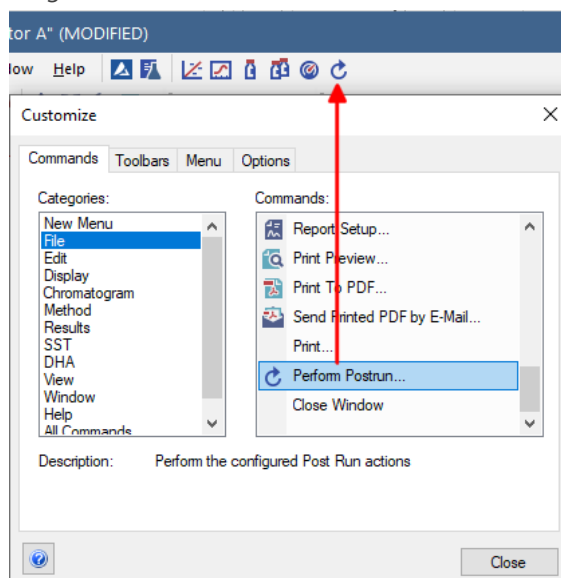 tor A" (MODIFIED)
ow Help
Customize
Commands Toolbars Menu Options
Categories: Commands:
New Menu
File
Edit
Display
Chromatogram
Method
Results
SST
DHA
View
Window
Help
All Commands
Report Setup...
Print Preview...
Print To PDF...
Send Printed PDF by E-Mail...
Print...
Perform Postrun...
Close Window
Description: Perform the configured Post Run actions
Close